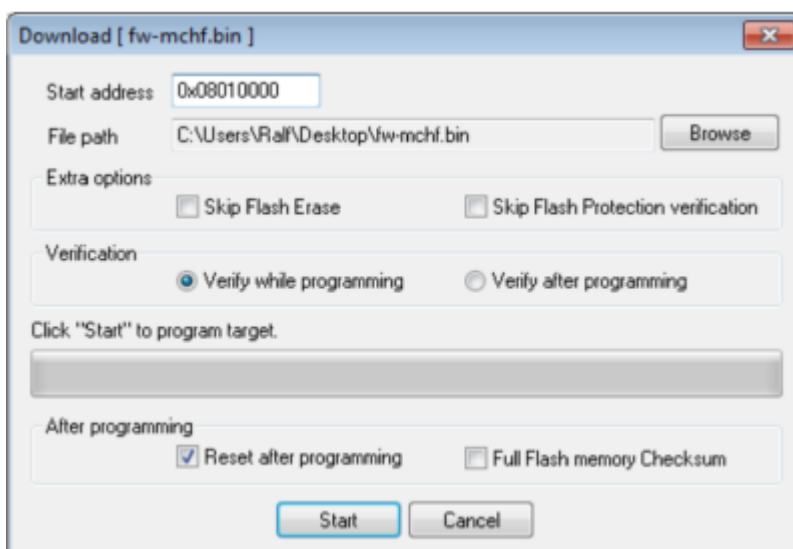 Download [ fw-mchf.bin ]
Start address 0x08010000
File path C:\Users\Ralf\Desktop\fw-mchf.bin Browse
Extra options
Skip Flash Erase Skip Flash Protection verification
Verification
Verify while programming Verify after programming
Click "Start" to program target.
After programming
Reset after programming Full Flash memory Checksum
Start Cancel